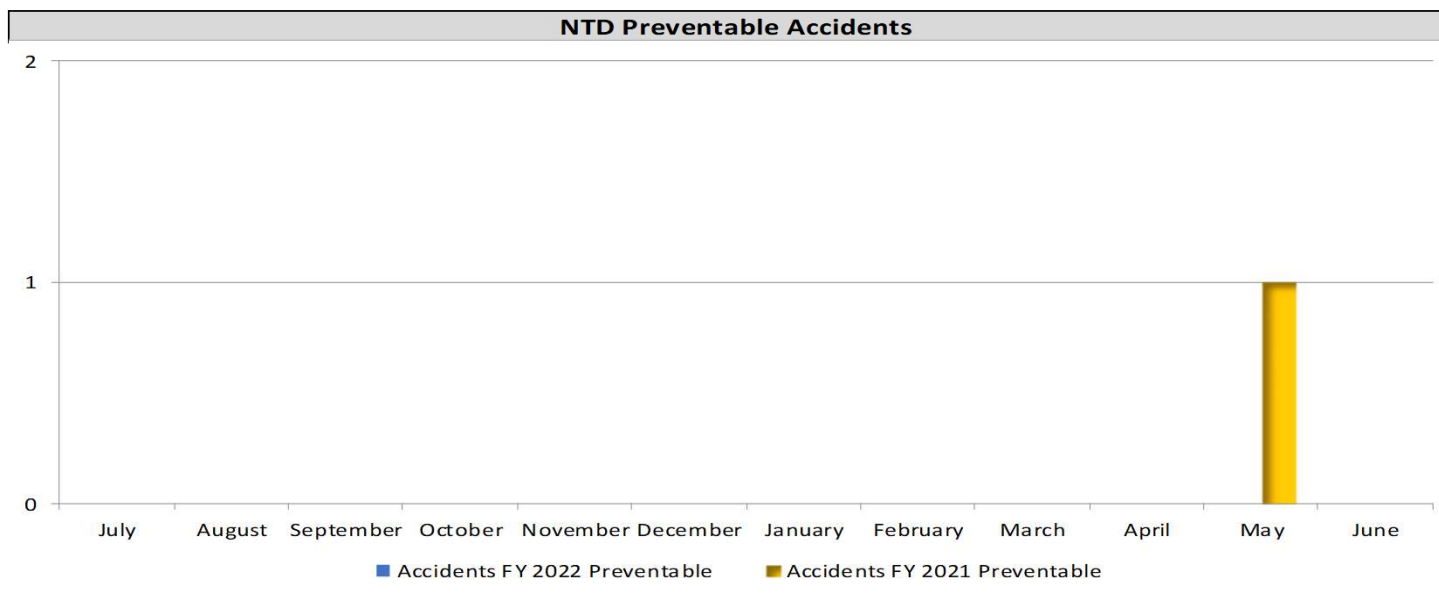 NTD Preventable Accidents
2
1
0
July August September October November December January February March April May June
Accidents FY 2022 Preventable Accidents FY 2021 Preventable